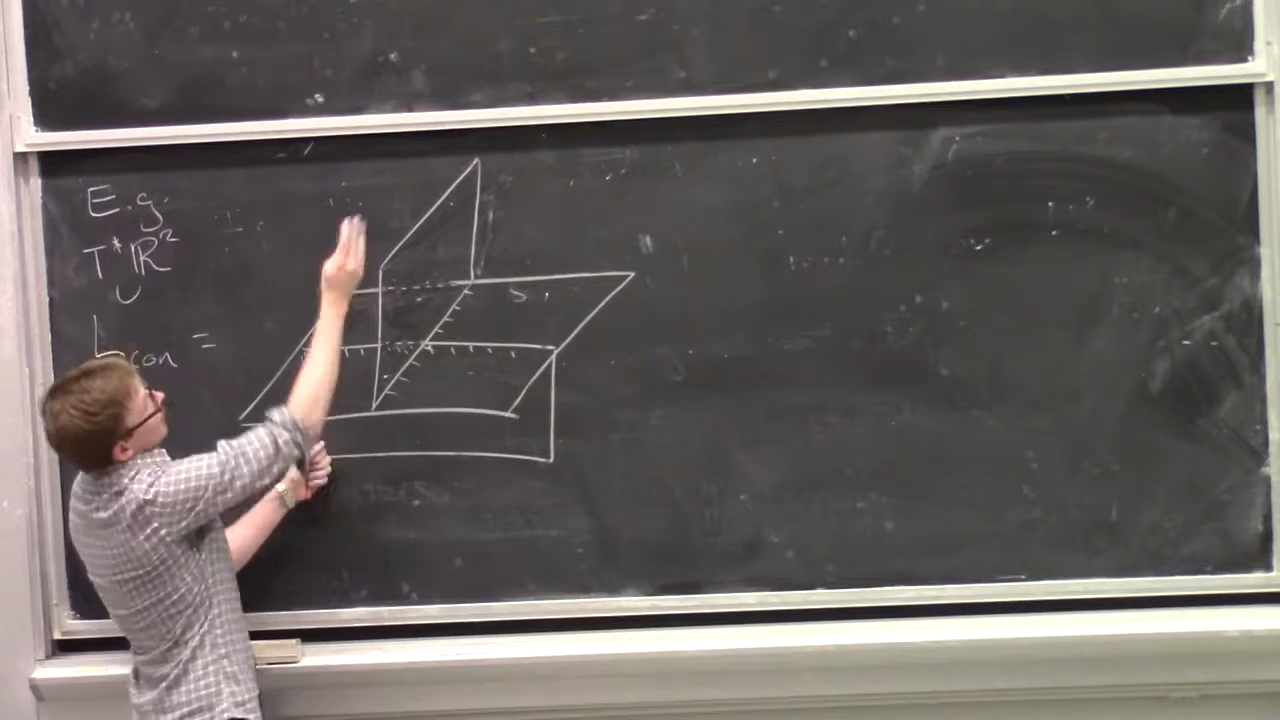 E.g.
T*ℝ²
∪
L_con =